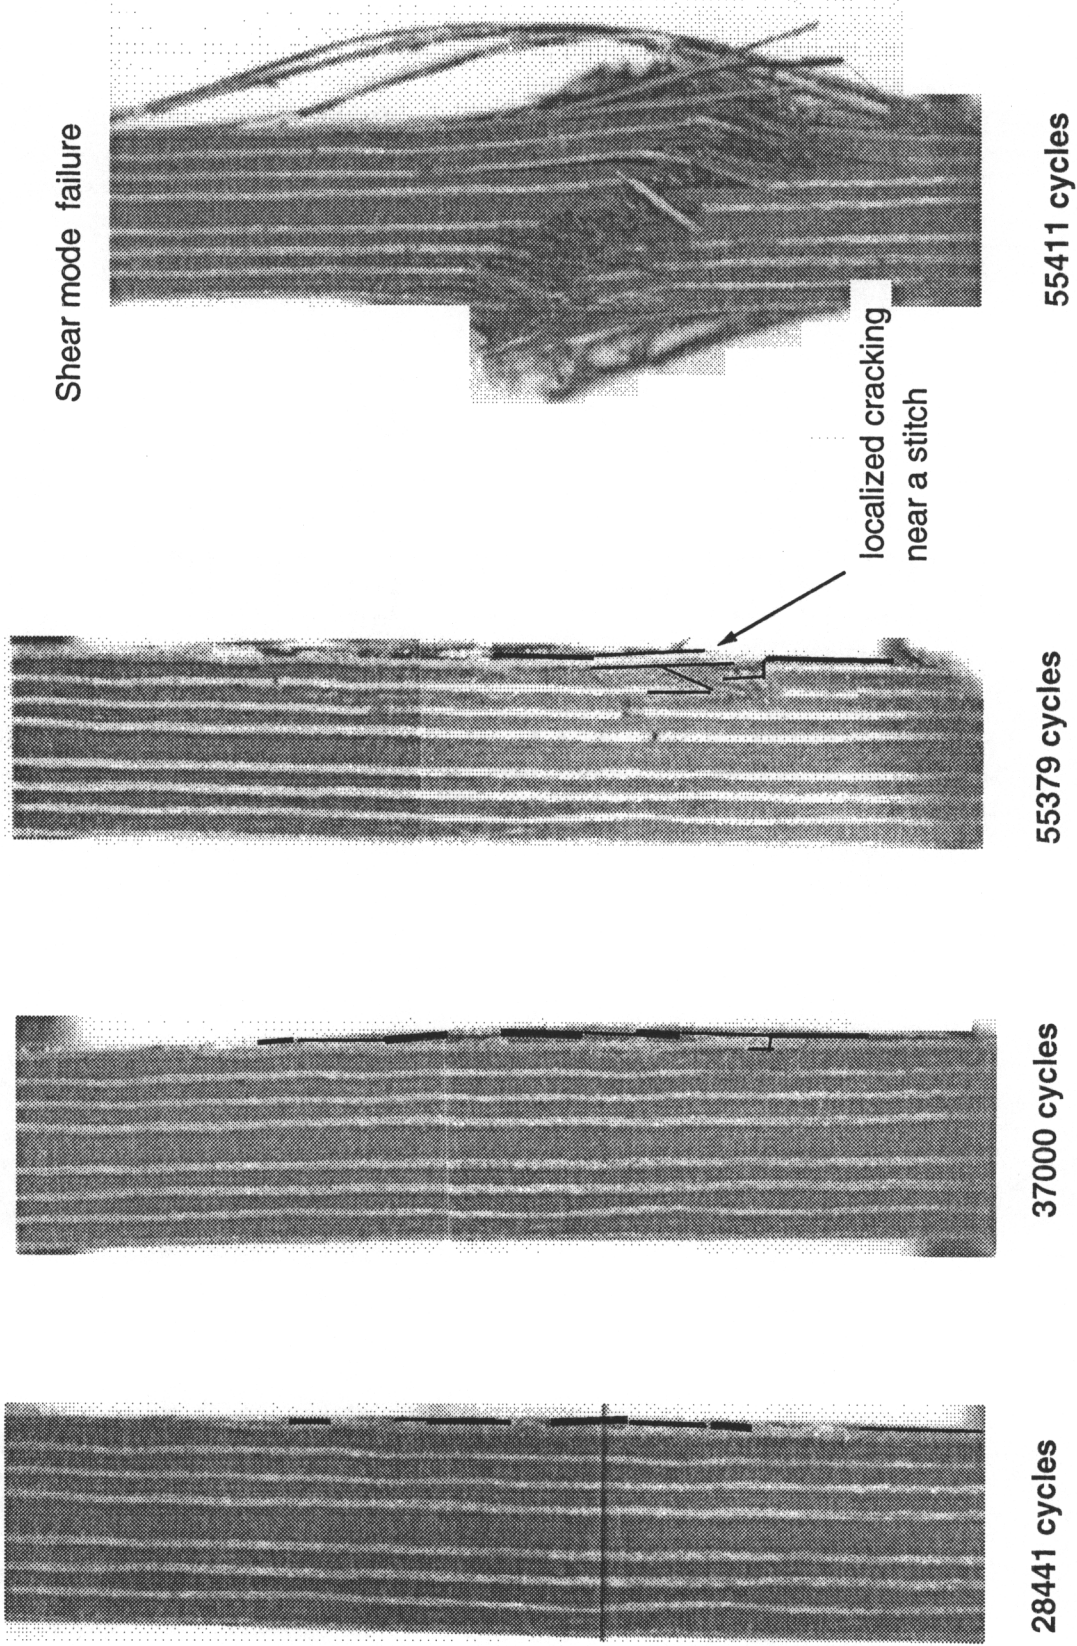 Shear mode failure
localized cracking
near a stitch
28441 cycles
37000 cycles
55379 cycles
55411 cycles